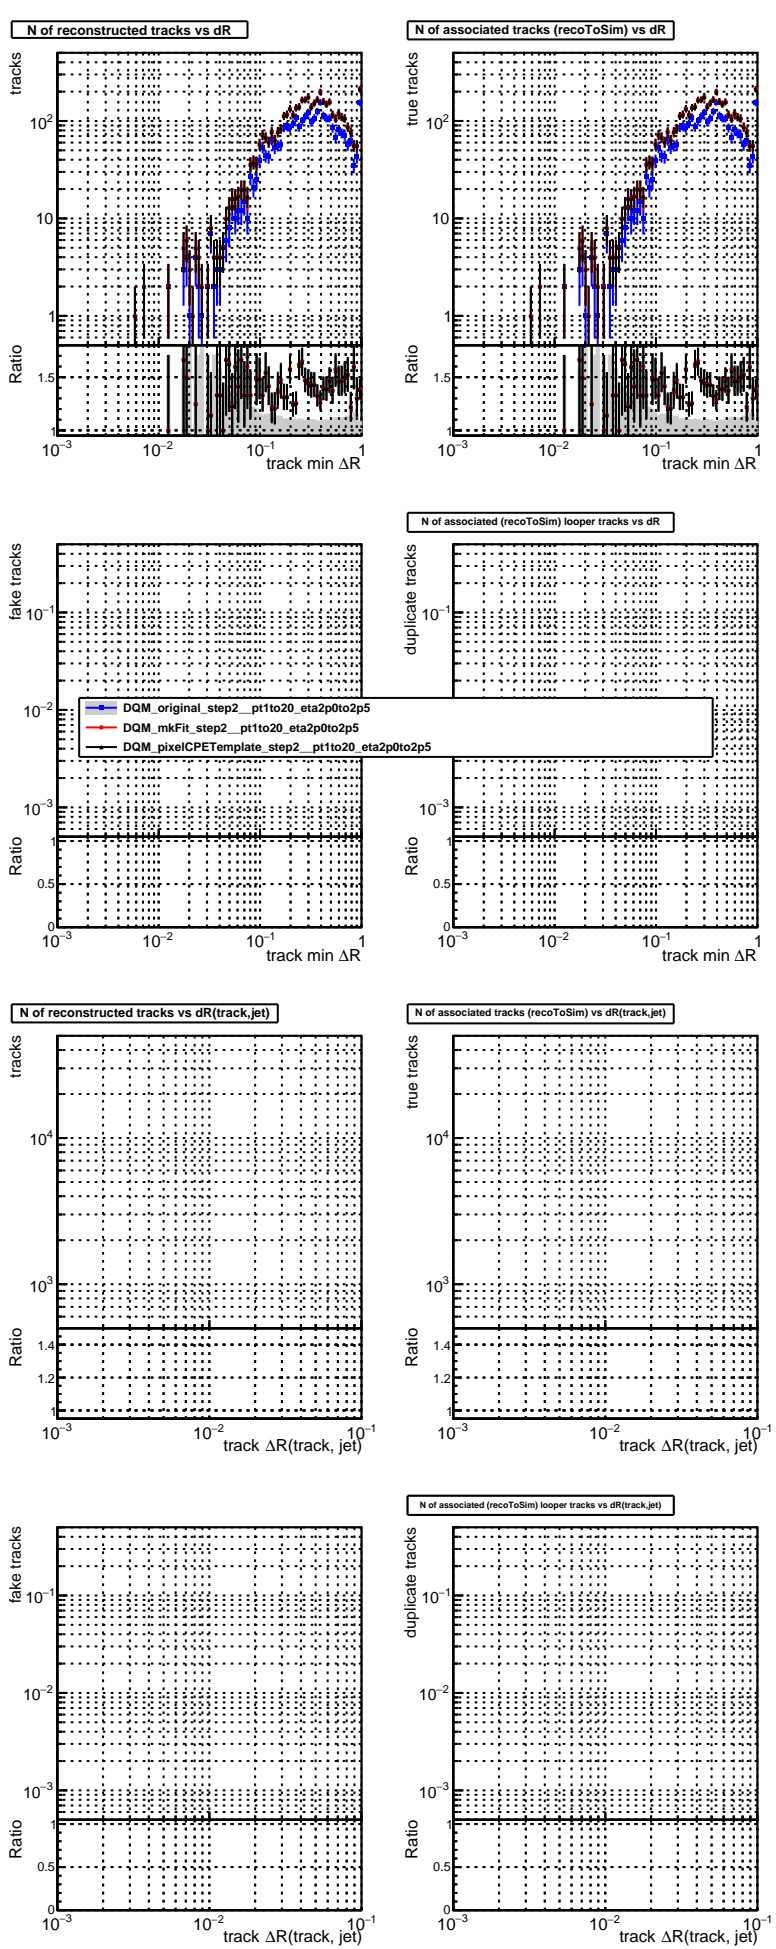 N of reconstructed tracks vs dR
tracks
10²
10
1
Ratio
1.5
1
10⁻³
10⁻²
10⁻¹
1
track min ΔR
N of associated tracks (recoToSim) vs dR
true tracks
10²
10
1
Ratio
1.5
1
10⁻³
10⁻²
10⁻¹
1
track min ΔR
fake tracks
10⁻¹
10⁻²
10⁻³
Ratio
1
0.5
0
10⁻³
10⁻²
10⁻¹
1
track min ΔR
N of associated (recoToSim) looper tracks vs dR
duplicate tracks
10⁻¹
10⁻³
Ratio
1
0.5
0
10⁻³
10⁻²
10⁻¹
1
track min ΔR
DQM_original_step2__pt1to20_eta2p0to2p5
DQM_mkFit_step2__pt1to20_eta2p0to2p5
DQM_pixelCPETemplate_step2__pt1to20_eta2p0to2p5
N of reconstructed tracks vs dR(track,jet)
tracks
10⁴
10³
Ratio
1.4
1.2
1
10⁻³
10⁻²
10⁻¹
track ΔR(track, jet)
N of associated tracks (recoToSim) vs dR(track,jet)
true tracks
10⁴
10³
Ratio
1.4
1.2
1
10⁻³
10⁻²
10⁻¹
track ΔR(track, jet)
fake tracks
10⁻¹
10⁻²
10⁻³
Ratio
1
0.5
0
10⁻³
10⁻²
10⁻¹
track ΔR(track, jet)
N of associated (recoToSim) looper tracks vs dR(track,jet)
duplicate tracks
10⁻¹
10⁻²
10⁻³
Ratio
1
0.5
0
10⁻³
10⁻²
10⁻¹
track ΔR(track, jet)